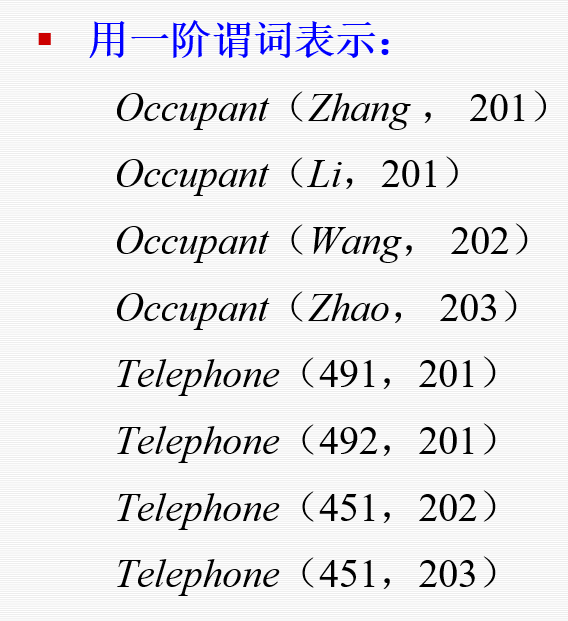 用一阶谓词表示：
Occupant（Zhang ， 201）
Occupant（Li，201）
Occupant（Wang， 202）
Occupant（Zhao， 203）
Telephone（491，201）
Telephone（492，201）
Telephone（451，202）
Telephone（451，203）